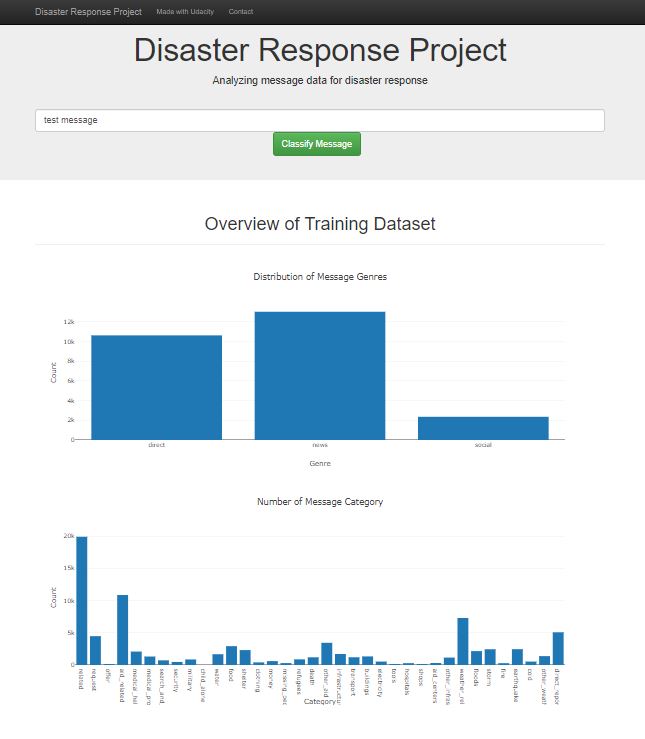 Disaster Response Project Made with Udacity Contact
Disaster Response Project
Analyzing message data for disaster response
test message
Classify Message
Overview of Training Dataset
Distribution of Message Genres
12k
10k
8k
6k
4k
2k
0
Count
direct news social
Genre
Number of Message Category
20k
15k
10k
5k
0
Count
related
request
offer
aid_related
medical_hel
medical_pro
search_and_
security
military
child_alone
water
food
shelter
clothing
money
missing_peo
refugees
death
other_aid
infrastructur
transport
buildings
electricity
tools
hospitals
shops
aid_centers
other_infras
weather_rel
floods
storm
fire
earthquake
cold
other_weath
direct_repor
Category